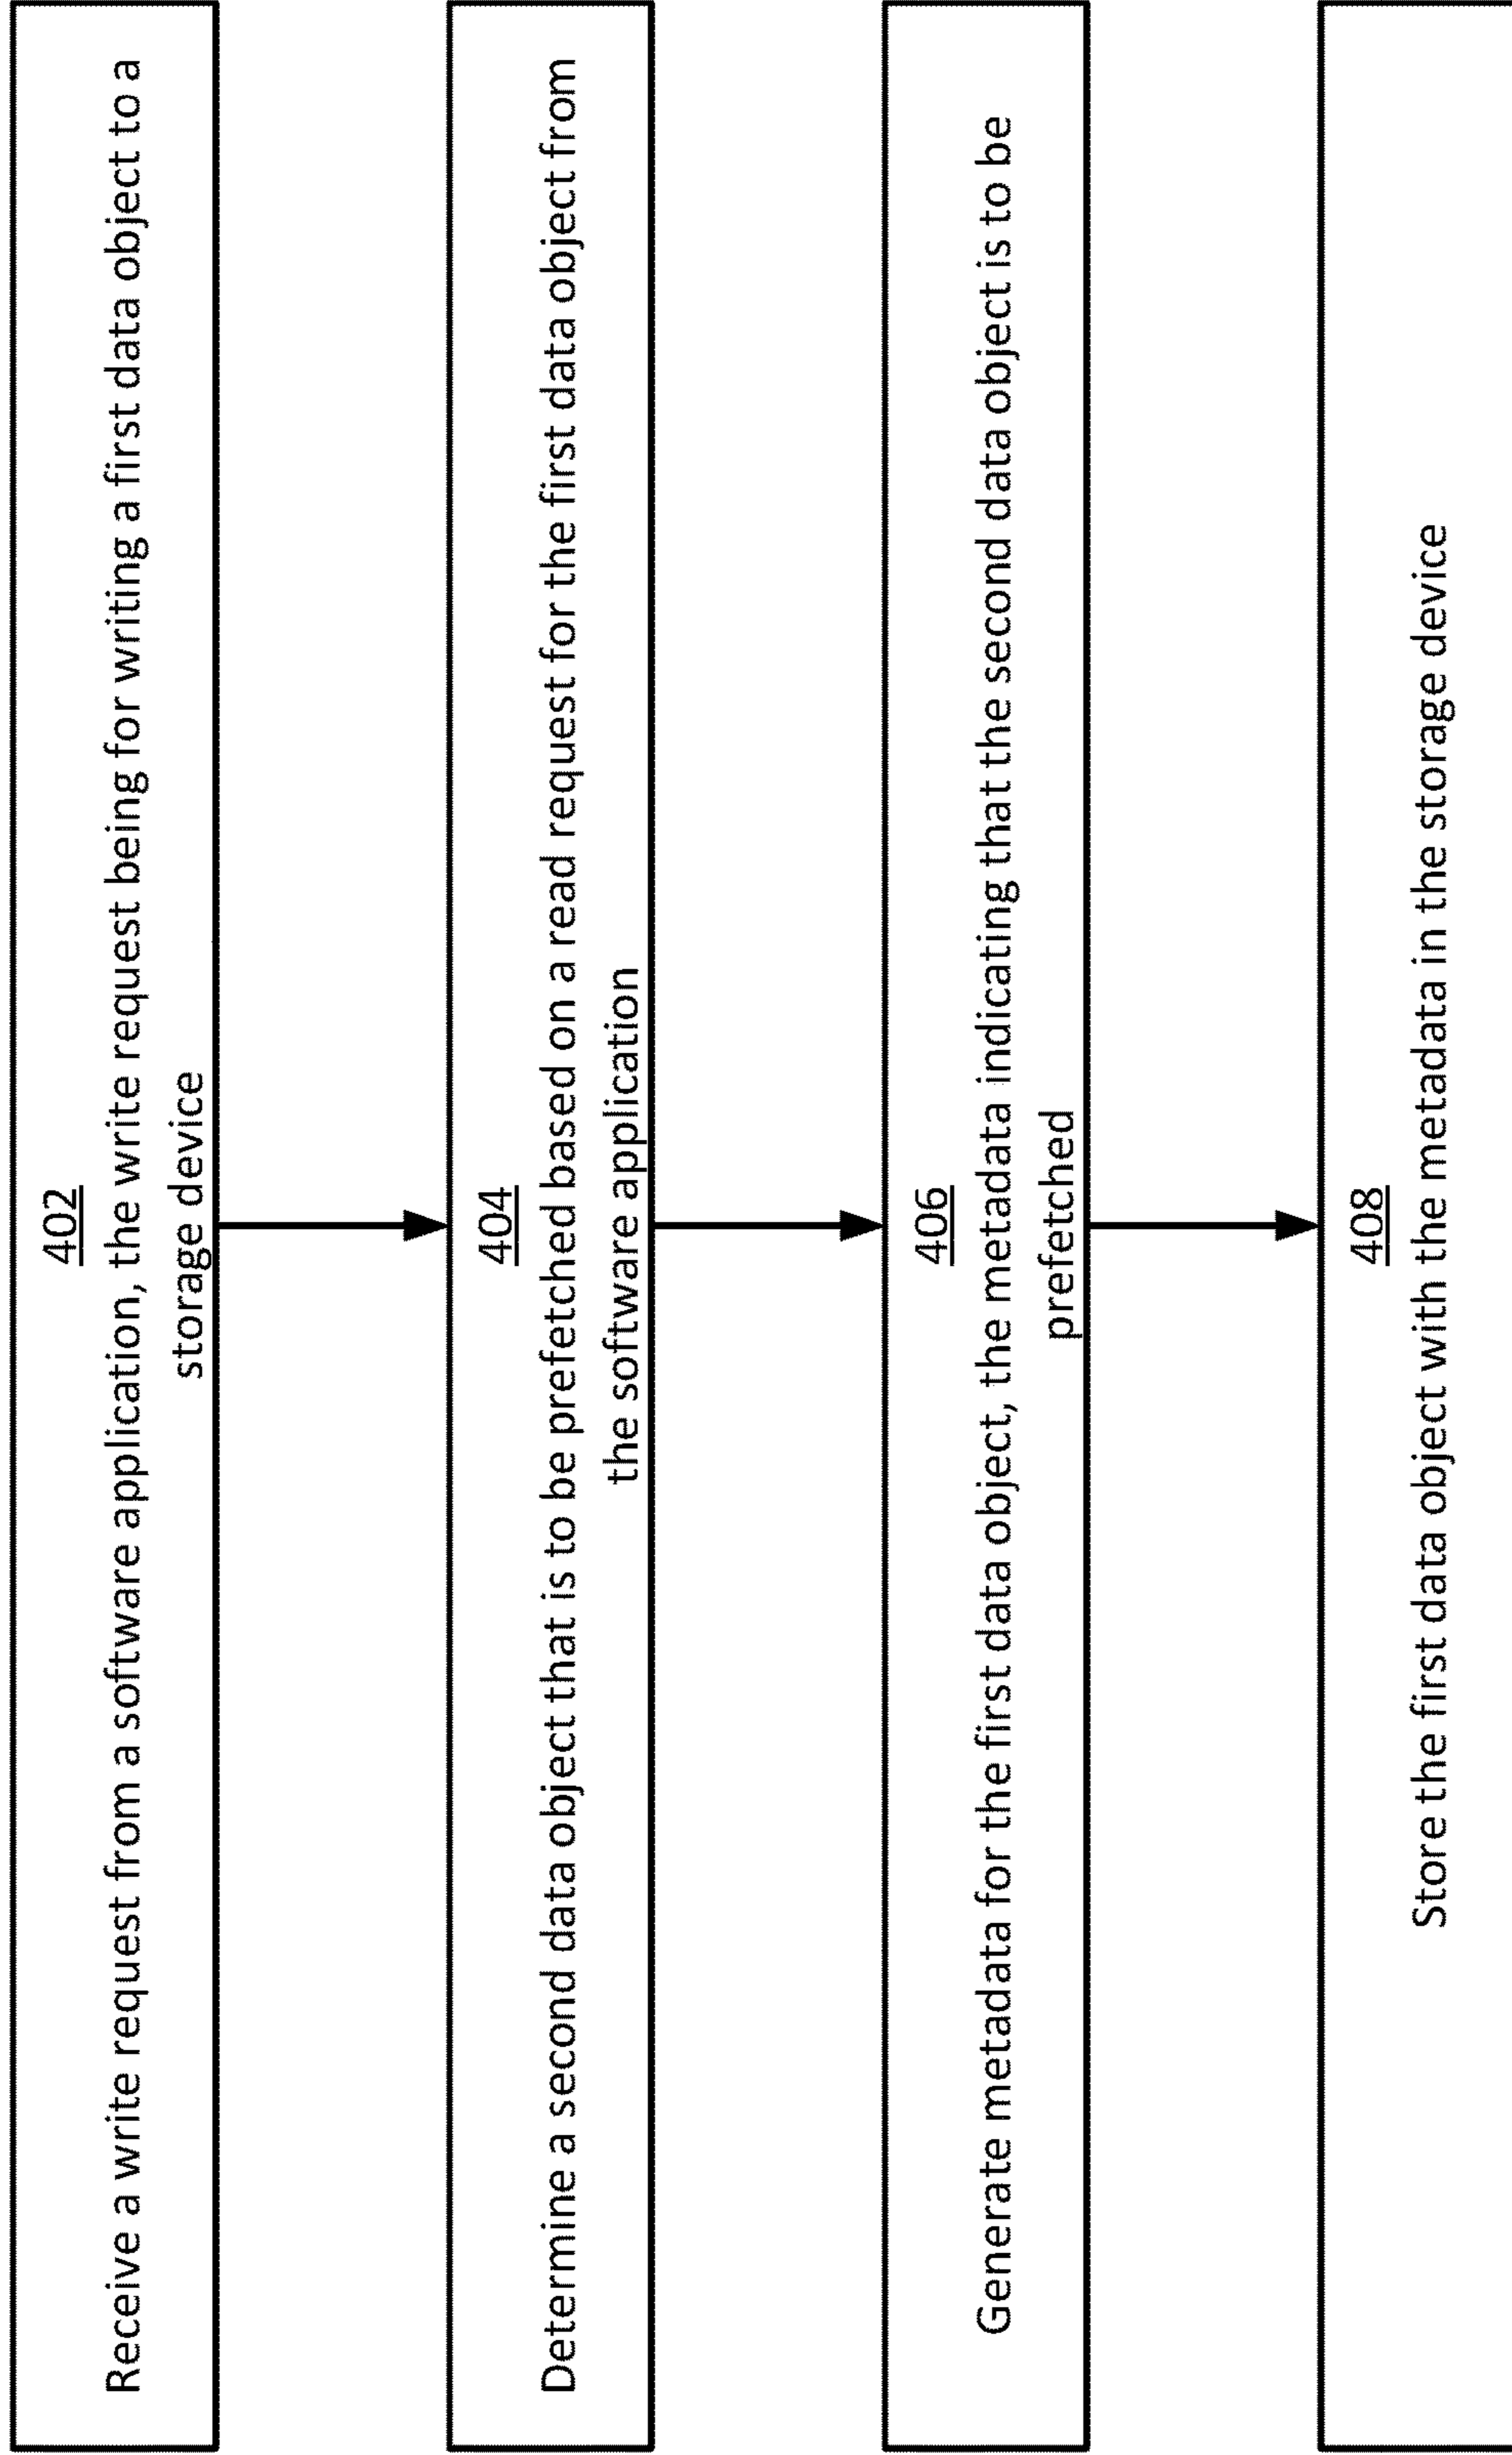 402
Receive a write request from a software application, the write request being for writing a first data object to a
storage device
404
Determine a second data object that is to be prefetched based on a read request for the first data object from
the software application
406
Generate metadata for the first data object, the metadata indicating that the second data object is to be
prefetched
408
Store the first data object with the metadata in the storage device